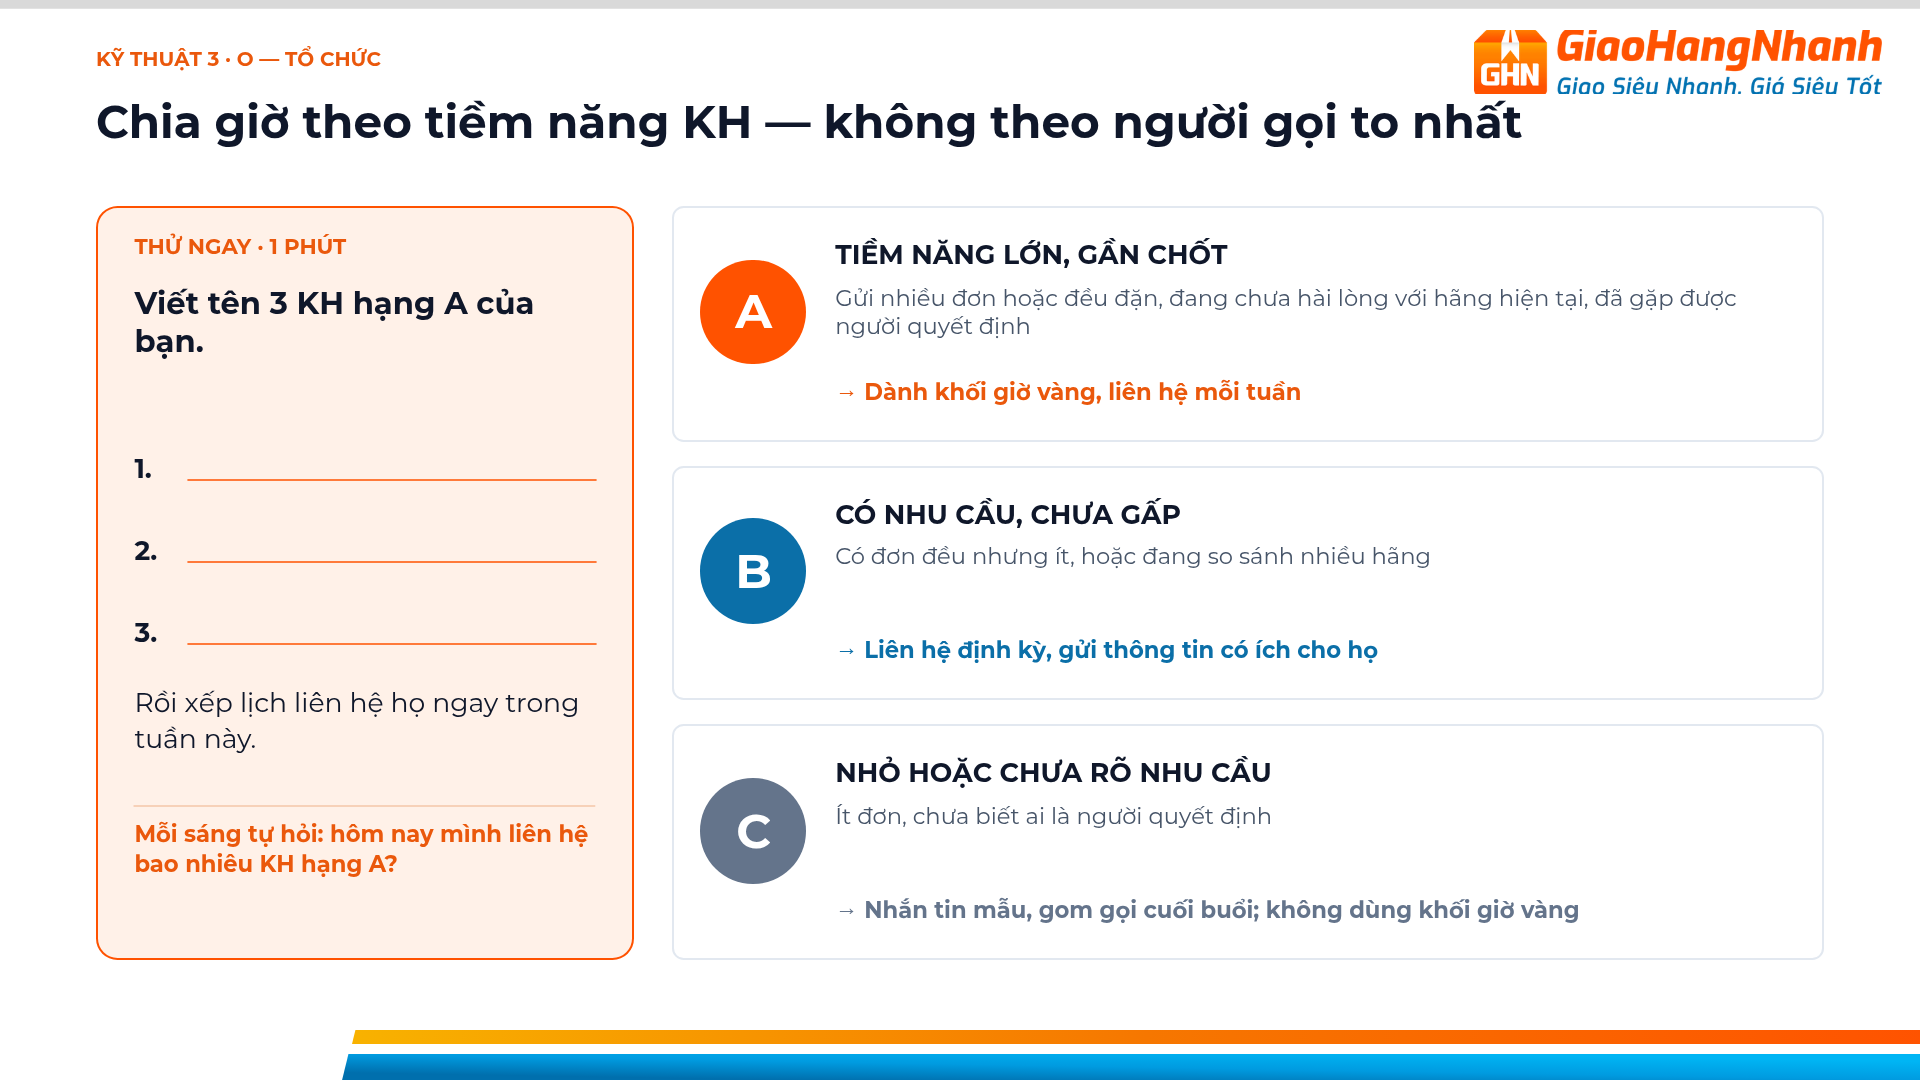 KỸ THUẬT 3 · O — TỔ CHỨC
GHN
GiaoHangNhanh
Giao Siêu Nhanh, Giá Siêu Tốt
Chia giờ theo tiềm năng KH — không theo người gọi to nhất
THỬ NGAY · 1 PHÚT
Viết tên 3 KH hạng A của
bạn.
1.
2.
3.
Rồi xếp lịch liên hệ họ ngay trong
tuần này.
Mỗi sáng tự hỏi: hôm nay mình liên hệ
bao nhiêu KH hạng A?
A
TIỀM NĂNG LỚN, GẦN CHỐT
Gửi nhiều đơn hoặc đều đặn, đang chưa hài lòng với hãng hiện tại, đã gặp được
người quyết định
→ Dành khối giờ vàng, liên hệ mỗi tuần
B
CÓ NHU CẦU, CHƯA GẤP
Có đơn đều nhưng ít, hoặc đang so sánh nhiều hãng
→ Liên hệ định kỳ, gửi thông tin có ích cho họ
C
NHỎ HOẶC CHƯA RÕ NHU CẦU
Ít đơn, chưa biết ai là người quyết định
→ Nhắn tin mẫu, gom gọi cuối buổi; không dùng khối giờ vàng